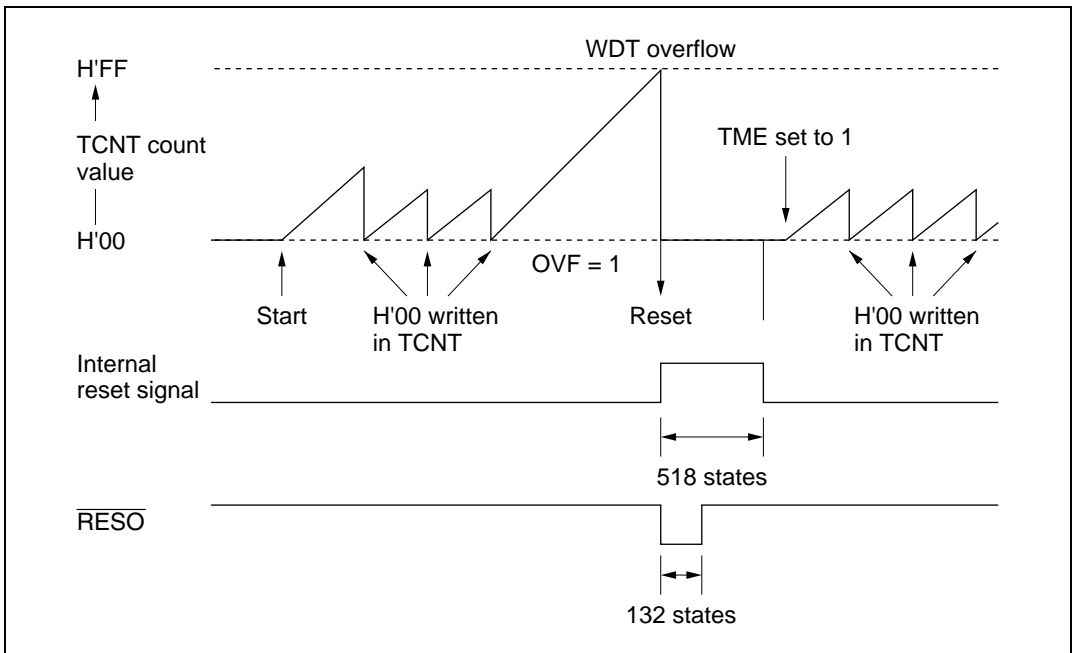 WDT overflow
H'FF
TCNT count
value
TME set to 1
H'00
OVF = 1
Start
H'00 written
in TCNT
Reset
H'00 written
in TCNT
Internal
reset signal
518 states
RESO
132 states